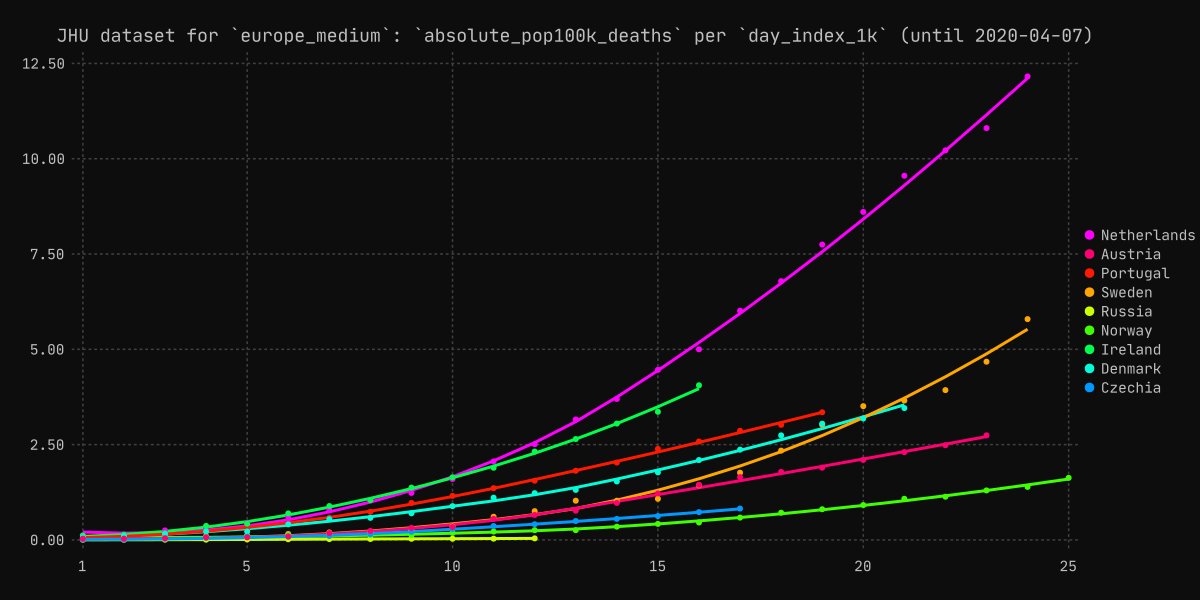 JHU dataset for `europe_medium`: `absolute_pop100k_deaths` per `day_index_1k` (until 2020-04-07)
12.50
10.00
7.50
5.00
2.50
0.00
1 5 10 15 20 25
Netherlands
Austria
Portugal
Sweden
Russia
Norway
Ireland
Denmark
Czechia